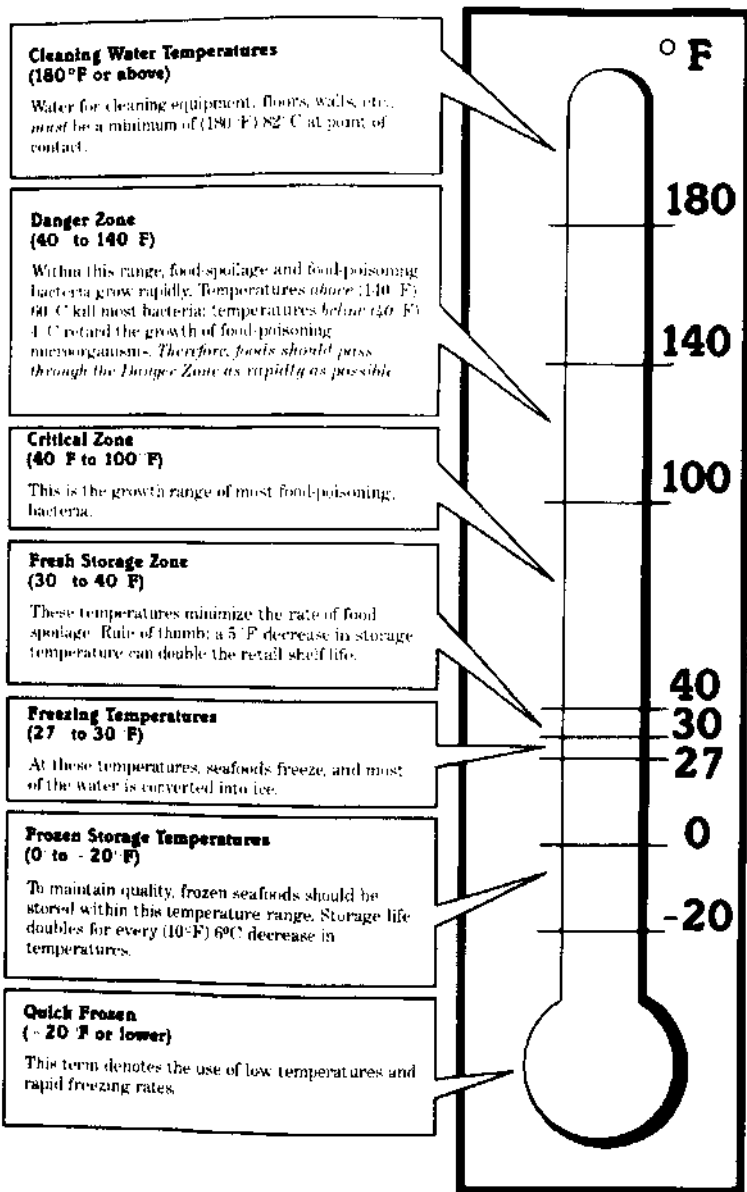 Cleaning Water Temperatures
(180°F or above)
Water for cleaning equipment, floors, walls, etc.,
must be a minimum of (180°F) 82°C at point of
contact.
Danger Zone
(40° to 140°F)
Within this range, food-spoilage and food-poisoning
bacteria grow rapidly. Temperatures above (140°F)
60°C kill most bacteria; temperatures below (40°F)
4°C retard the growth of food-poisoning
microorganisms. Therefore, foods should pass
through the Danger Zone as rapidly as possible
Critical Zone
(40°F to 100°F)
This is the growth range of most food-poisoning,
bacteria.
Fresh Storage Zone
(30° to 40°F)
These temperatures minimize the rate of food
spoilage. Rule of thumb: a 5°F decrease in storage
temperature can double the retail shelf life.
Freezing Temperatures
(27° to 30°F)
At these temperatures, seafoods freeze, and most
of the water is converted into ice.
Frozen Storage Temperatures
(0° to -20°F)
To maintain quality, frozen seafoods should be
stored within this temperature range. Storage life
doubles for every (10°F) 6°C decrease in
temperatures.
Quick Frozen
(-20°F or lower)
This term denotes the use of low temperatures and
rapid freezing rates.
°F
180
140
100
40
30
27
0
-20